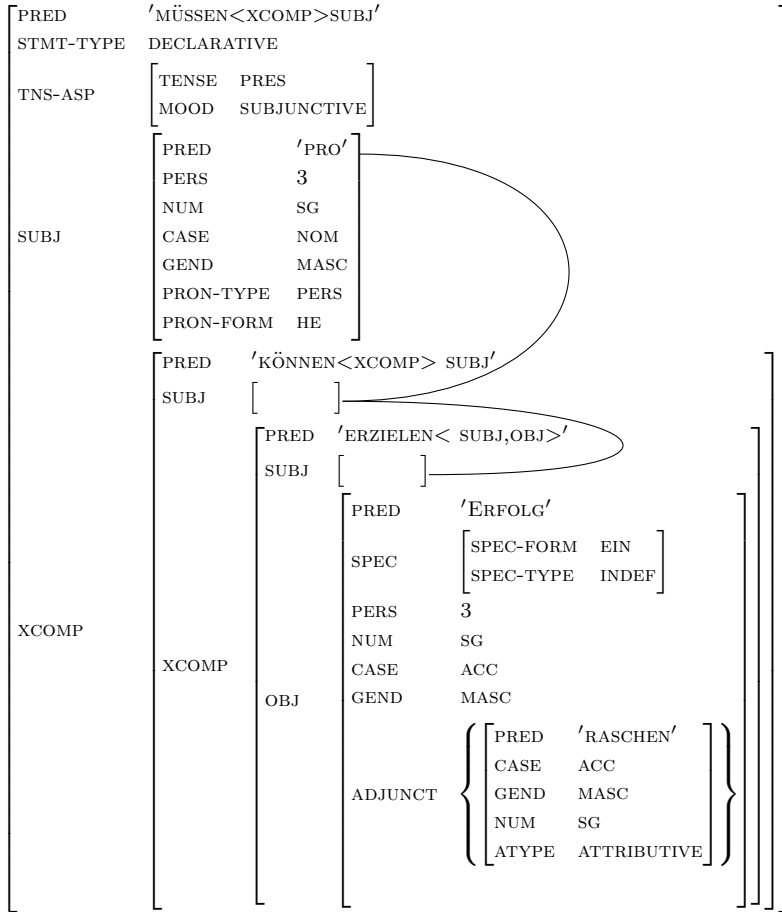 PRED 'MÜSSEN<XCOMP>SUBJ'
STMT-TYPE DECLARATIVE
TNS-ASP
TENSE PRES
MOOD SUBJUNCTIVE
SUBJ
PRED 'PRO'
PERS 3
NUM SG
CASE NOM
GEND MASC
PRON-TYPE PERS
PRON-FORM HE
XCOMP
PRED 'KÖNNEN<XCOMP> SUBJ'
SUBJ [ ]
XCOMP
PRED 'ERZIELEN< SUBJ,OBJ>'
SUBJ [ ]
OBJ
PRED 'ERFOLG'
SPEC
SPEC-FORM EIN
SPEC-TYPE INDEF
PERS 3
NUM SG
CASE ACC
GEND MASC
ADJUNCT
PRED 'RASCHEN'
CASE ACC
GEND MASC
NUM SG
ATYPE ATTRIBUTIVE